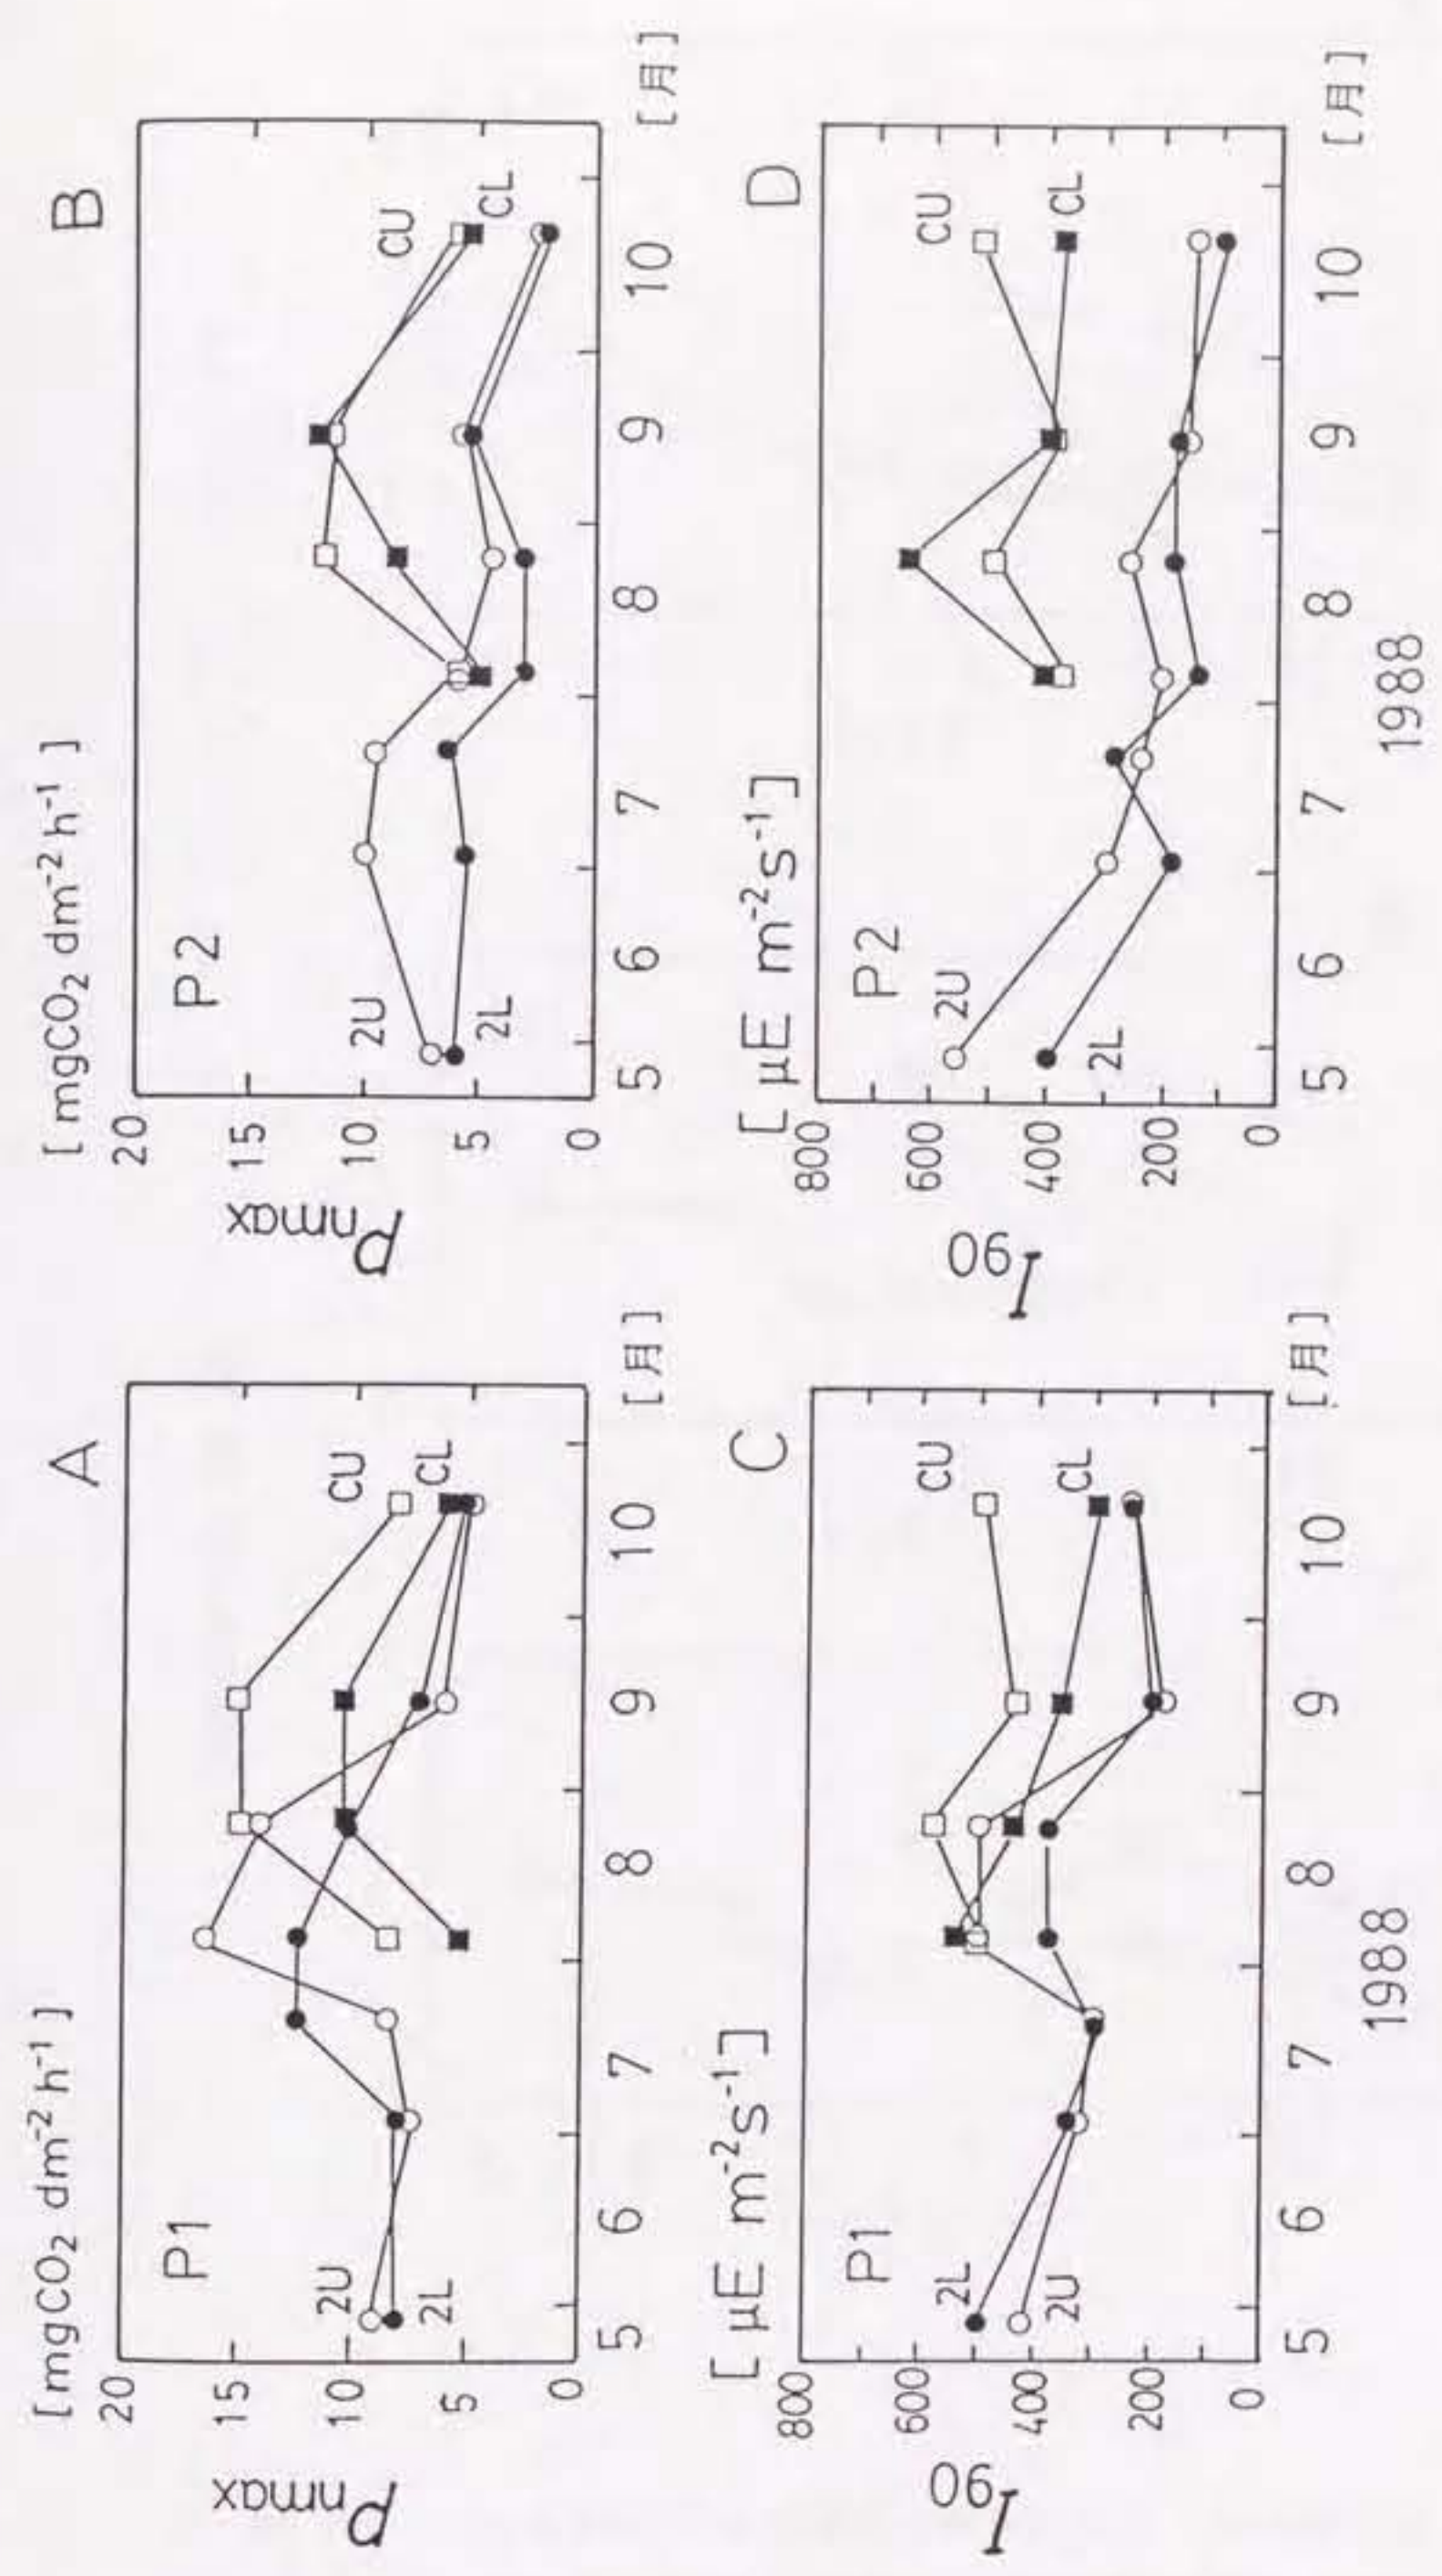 A
[ mgCO2 dm-2 h-1 ]
Pnmax
20
15
10
5
0
P1
2U
2L
CU
CL
5 6 7 8 9 10 [月]
B
[ mgCO2 dm-2 h-1 ]
Pnmax
20
15
10
5
0
P2
2U
2L
CU
CL
5 6 7 8 9 10 [月]
C
[ μE m-2 s-1 ]
I90
800
600
400
200
0
P1
2L
2U
CU
CL
5 6 7 8 9 10 [月]
1988
D
[ μE m-2 s-1 ]
I90
800
600
400
200
0
P2
2U
2L
CU
CL
5 6 7 8 9 10 [月]
1988